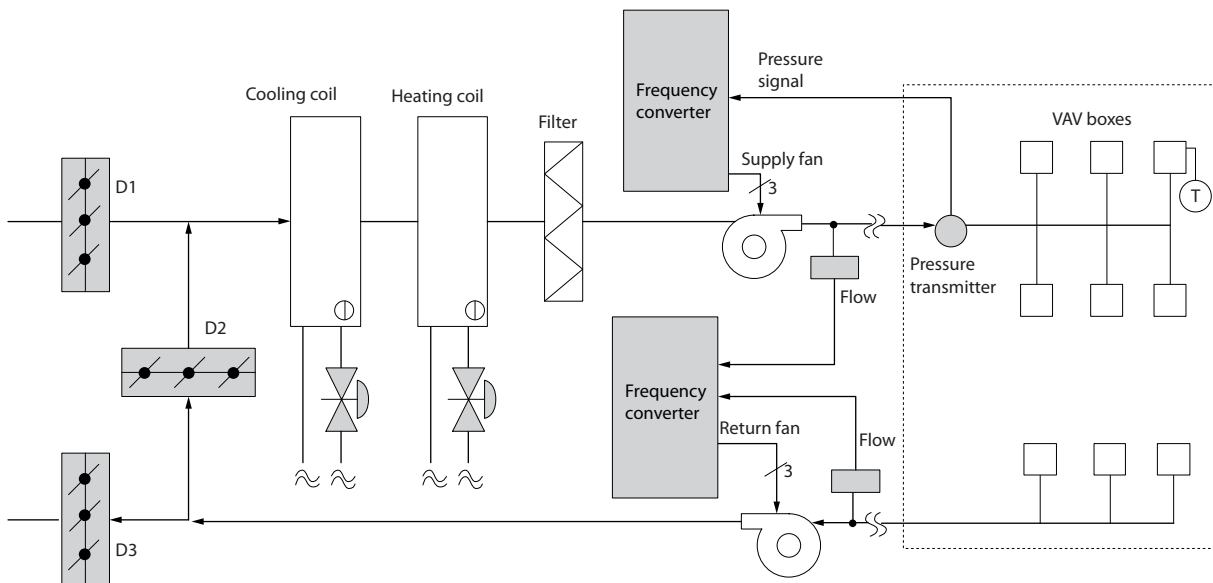 Pressure
signal
Cooling coil
Heating coil
Frequency
converter
Filter
VAV boxes
Supply fan
3
D1
T
Pressure
transmitter
Flow
D2
Frequency
converter
Return fan
Flow
3
D3